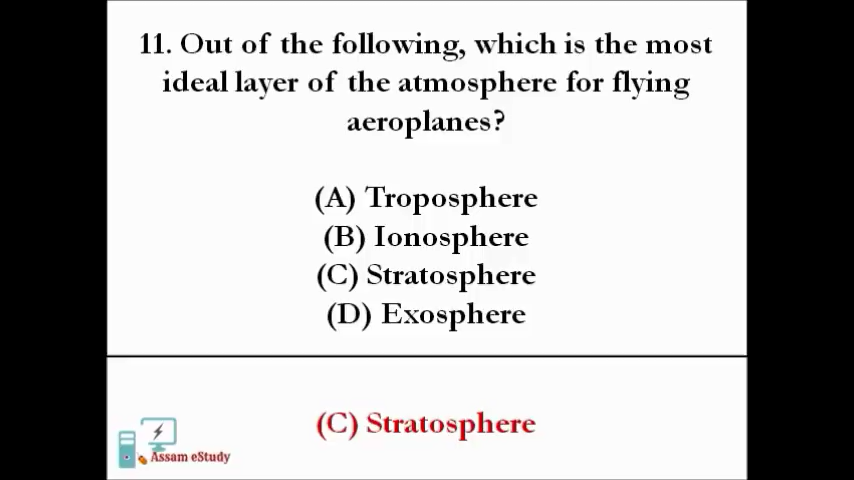 11. Out of the following, which is the most
ideal layer of the atmosphere for flying
aeroplanes?
(A) Troposphere
(B) Ionosphere
(C) Stratosphere
(D) Exosphere
(C) Stratosphere
Assam eStudy